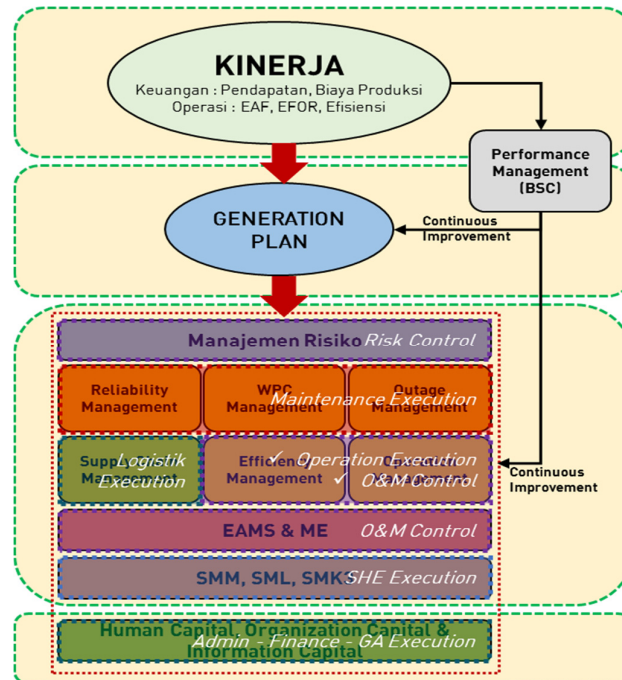 KINERJA
Keuangan : Pendapatan, Biaya Produksi
Operasi : EAF, EFOR, Efisiensi
Performance
Management
(BSC)
GENERATION
PLAN
Continuous
Improvement
Manajemen Risiko
Risk Control
Reliability
Management
WPC
Management
Outage
Management
Maintenance Execution
Management
Logistik
Execution
Efficiency
Management
Management
✓ Operation Execution
✓ O&M Control
Continuous
Improvement
EAMS & ME
O&M Control
SMM, SML, SMK3
SHE Execution
Human Capital, Organization Capital &
Information Capital
Admin - Finance - GA Execution